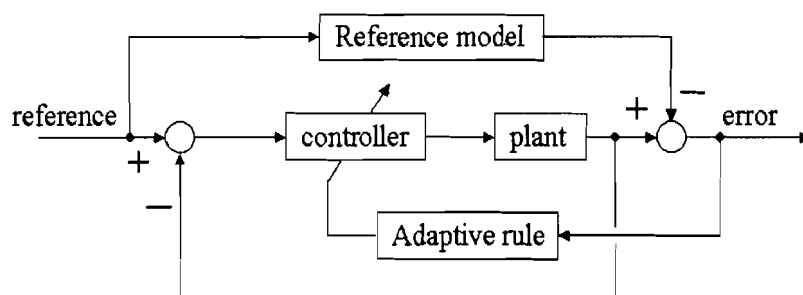 Reference model
reference
+
−
controller
plant
+
−
error
Adaptive rule